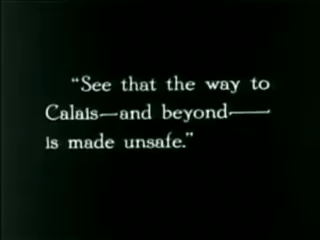 "See that the way to
Calais—and beyond——
is made unsafe."